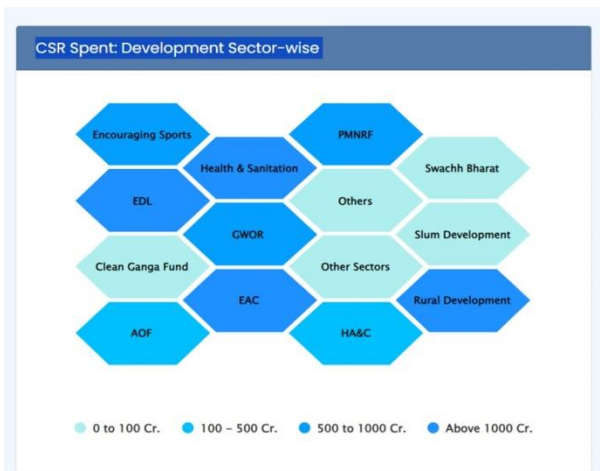 CSR Spent: Development Sector-wise
Encouraging Sports
PMNRF
Health & Sanitation
Swachh Bharat
EDL
Others
GWOR
Slum Development
Clean Ganga Fund
Other Sectors
EAC
Rural Development
AOF
HA&C
0 to 100 Cr.
100 – 500 Cr.
500 to 1000 Cr.
Above 1000 Cr.